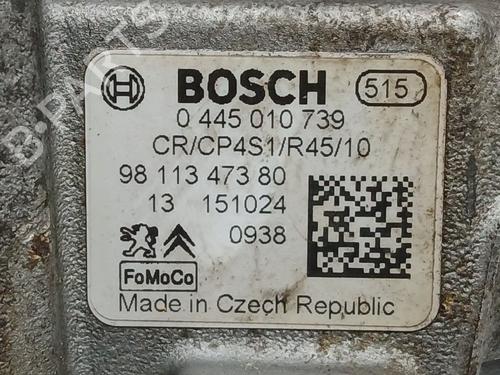 BOSCH 515
0 445 010 739
CR/CP4S1/R45/10
98 113 473 80
13 151024
0938
FoMoCo
Made in Czech Republic
B-PARTS